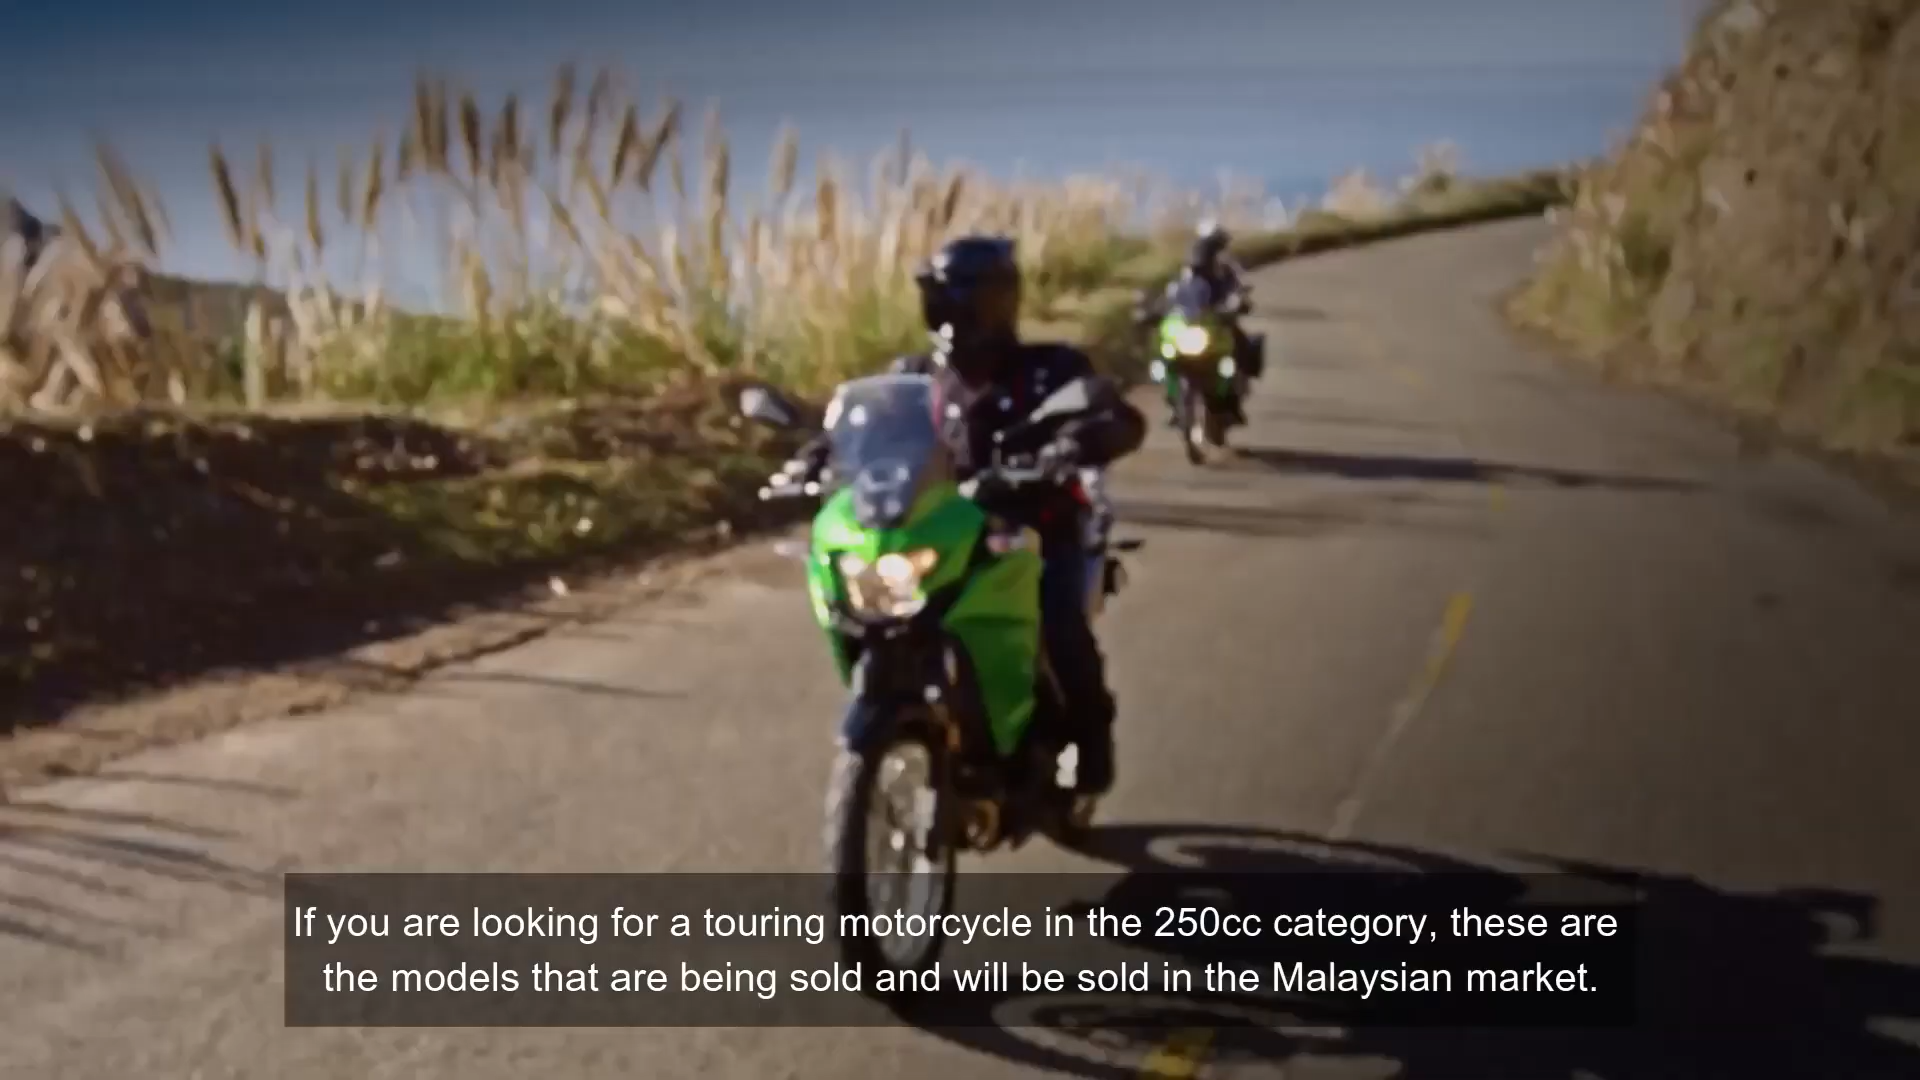 If you are looking for a touring motorcycle in the 250cc category, these are
the models that are being sold and will be sold in the Malaysian market.